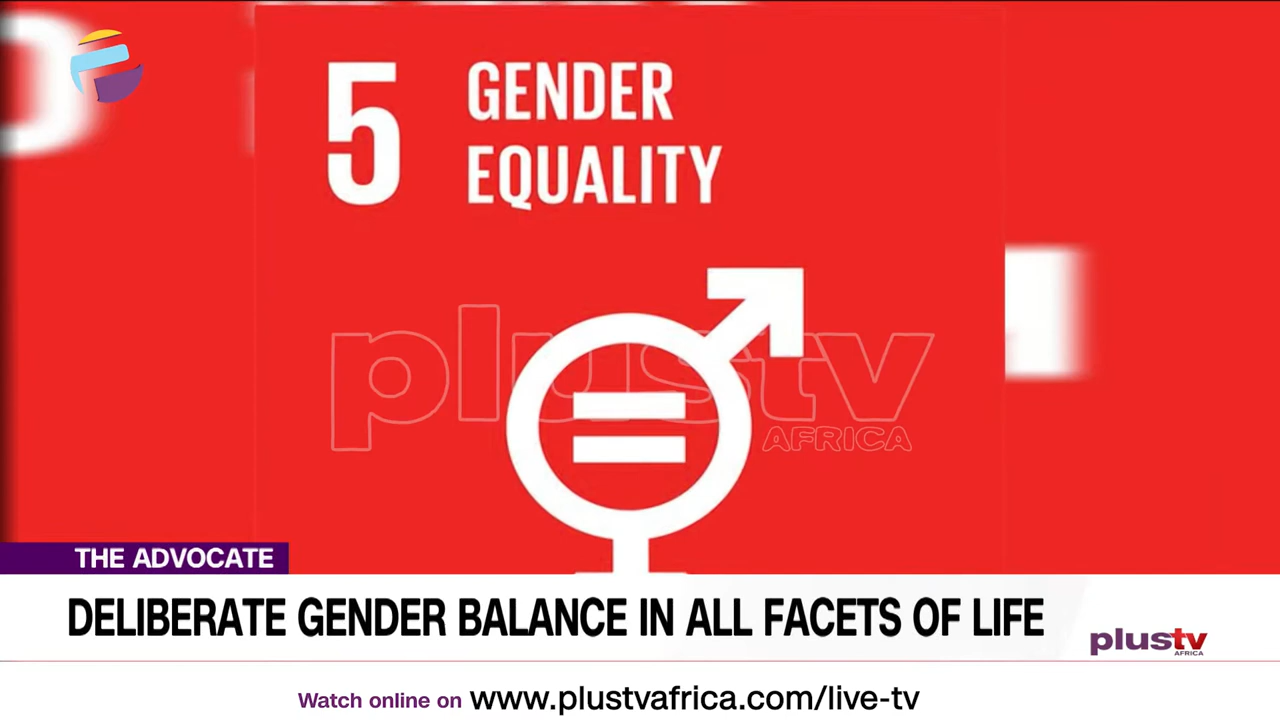 5 GENDER
EQUALITY
plustv
AFRICA
THE ADVOCATE
DELIBERATE GENDER BALANCE IN ALL FACETS OF LIFE
plustv
AFRICA
Watch online on www.plustvafrica.com/live-tv